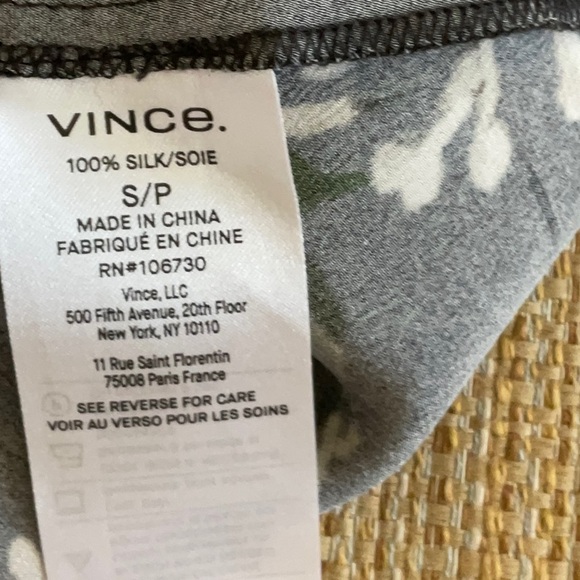 VINCe.
100% SILK/SOIE
S/P
MADE IN CHINA
FABRIQUÉ EN CHINE
RN#106730
Vince, LLC
500 Fifth Avenue, 20th Floor
New York, NY 10110
11 Rue Saint Florentin
75008 Paris France
SEE REVERSE FOR CARE
VOIR AU VERSO POUR LES SOINS